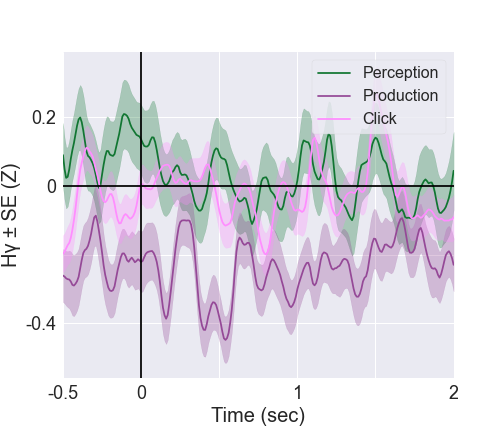 Perception
Production
Click
Hγ ± SE (Z)
0.2
0
-0.4
-0.5
0
1
2
Time (sec)